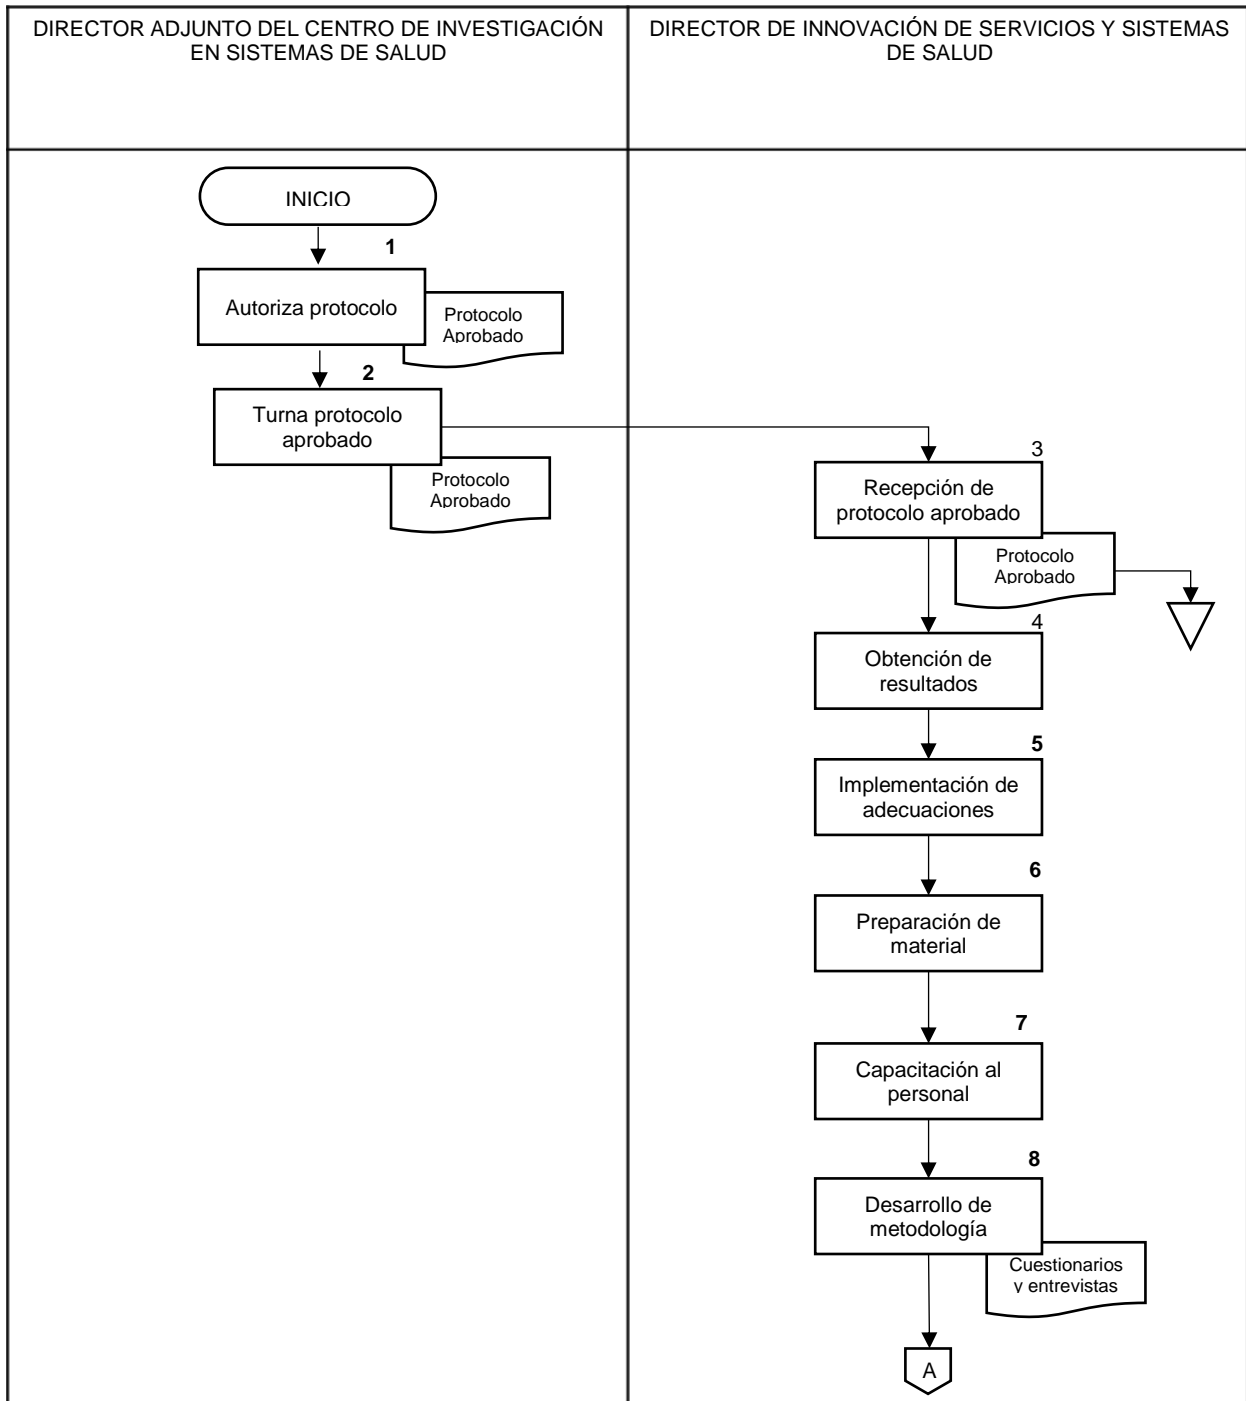 DIRECTOR ADJUNTO DEL CENTRO DE INVESTIGACIÓN
EN SISTEMAS DE SALUD
DIRECTOR DE INNOVACIÓN DE SERVICIOS Y SISTEMAS
DE SALUD
INICIO
1
Autoriza protocolo
Protocolo
Aprobado
2
Turna protocolo
aprobado
Protocolo
Aprobado
3
Recepción de
protocolo aprobado
Protocolo
Aprobado
4
Obtención de
resultados
5
Implementación de
adecuaciones
6
Preparación de
material
7
Capacitación al
personal
8
Desarrollo de
metodología
Cuestionarios
y entrevistas
A